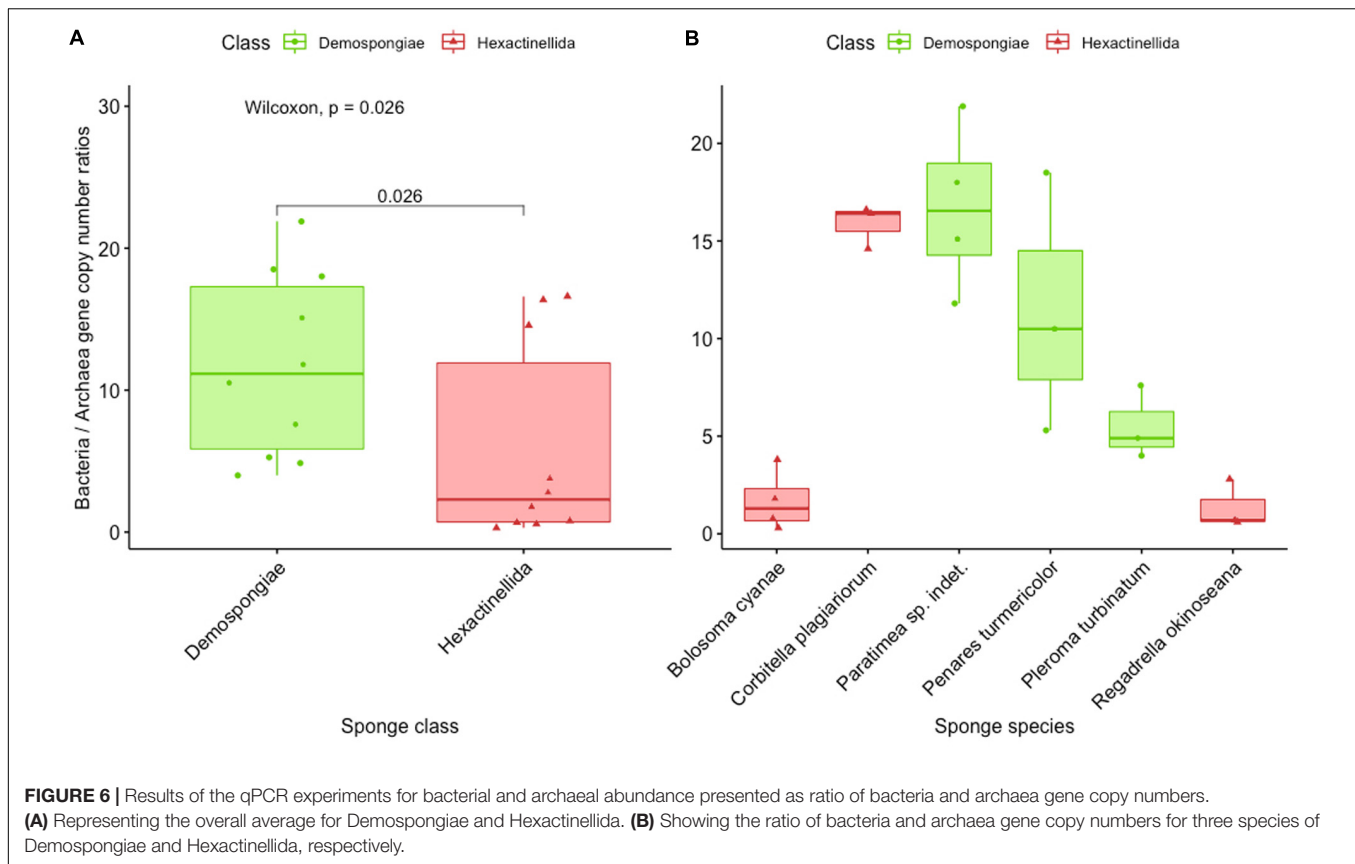 A
Class Demospongiae Hexactinellida
Wilcoxon, p = 0.026
0.026
30
20
10
0
Bacteria / Archaea gene copy number ratios
Demospongiae
Hexactinellida
Sponge class
B
Class Demospongiae Hexactinellida
20
15
10
5
0
Bolosoma cyanae
Corbitella plagiariorum
Paratimea sp. indet.
Penares turmericolor
Pleroma turbinatum
Regadrella okinoseana
Sponge species
FIGURE 6 | Results of the qPCR experiments for bacterial and archaeal abundance presented as ratio of bacteria and archaea gene copy numbers.
(A) Representing the overall average for Demospongiae and Hexactinellida. (B) Showing the ratio of bacteria and archaea gene copy numbers for three species of
Demospongiae and Hexactinellida, respectively.